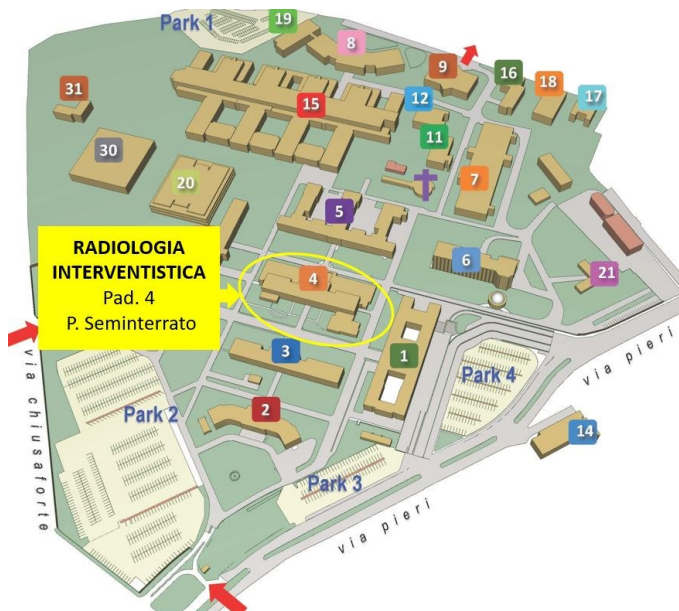 19
Park 1
8
9
16
18
17
31
12
15
11
30
7
20
5
RADIOLOGIA
INTERVENTISTICA
Pad. 4
P. Seminterrato
6
4
21
3
1
Park 4
via pieri
via chiusaforte
Park 2
2
14
Park 3
via pieri